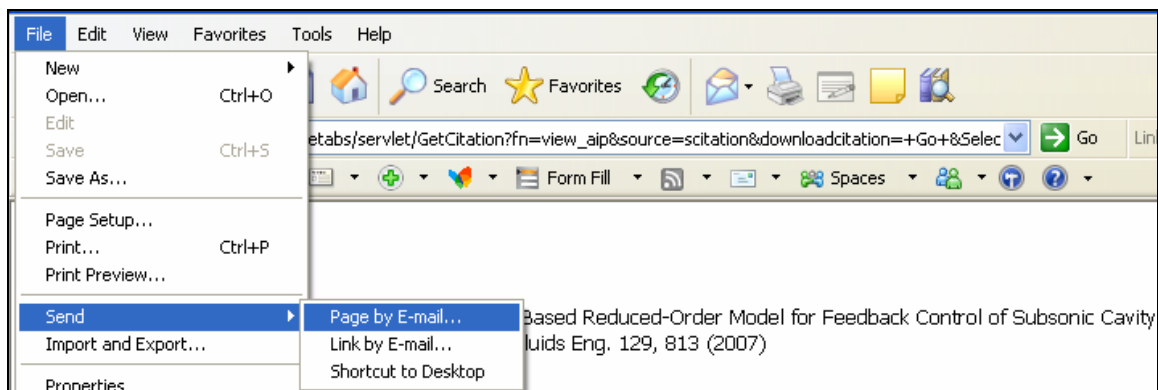 File Edit View Favorites Tools Help
New
Open... Ctrl+O
Search Favorites
Edit
Save Ctrl+S
etabs/servlet/GetCitation?fn=view_aip&source=scitation&downloadcitation=+Go+&Selec Go Lin
Save As...
Form Fill Spaces
Page Setup...
Print... Ctrl+P
Print Preview...
Send
Page by E-mail...
Based Reduced-Order Model for Feedback Control of Subsonic Cavity
Import and Export...
Link by E-mail...
luids Eng. 129, 813 (2007)
Shortcut to Desktop
Properties